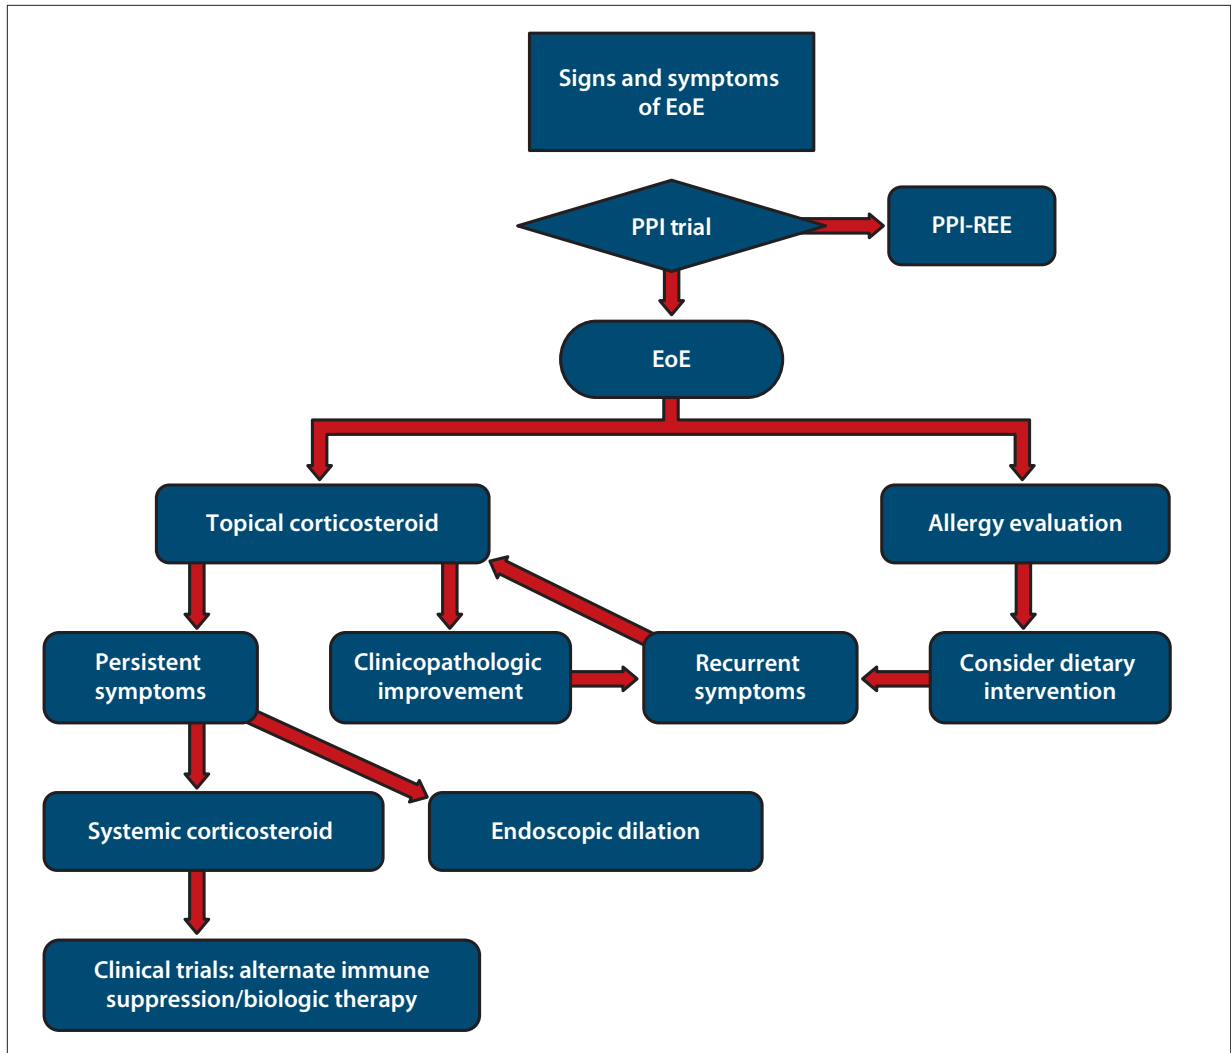 Signs and symptoms
of EoE
PPI trial
PPI-REE
EoE
Topical corticosteroid
Allergy evaluation
Persistent
symptoms
Clinicopathologic
improvement
Recurrent
symptoms
Consider dietary
intervention
Systemic corticosteroid
Endoscopic dilation
Clinical trials: alternate immune
suppression/biologic therapy